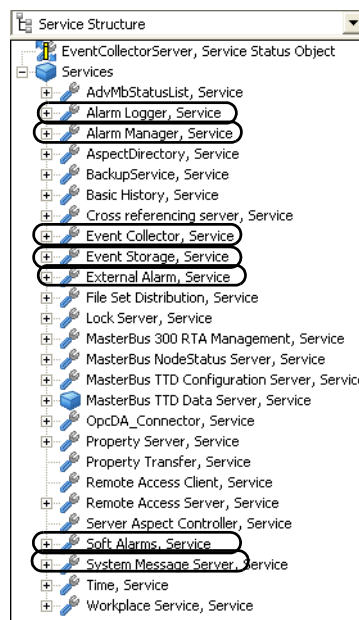 Service Structure
EventCollectorServer, Service Status Object
Services
AdvMbStatusList, Service
Alarm Logger, Service
Alarm Manager, Service
AspectDirectory, Service
BackupService, Service
Basic History, Service
Cross referencing server, Service
Event Collector, Service
Event Storage, Service
External Alarm, Service
File Set Distribution, Service
Lock Server, Service
MasterBus 300 RTA Management, Service
MasterBus NodeStatus Server, Service
MasterBus TTD Configuration Server, Servic
MasterBus TTD Data Server, Service
OpcDA_Connector, Service
Property Server, Service
Property Transfer, Service
Remote Access Client, Service
Remote Access Server, Service
Server Aspect Controller, Service
Soft Alarms, Service
System Message Server, Service
Time, Service
Workplace Service, Service